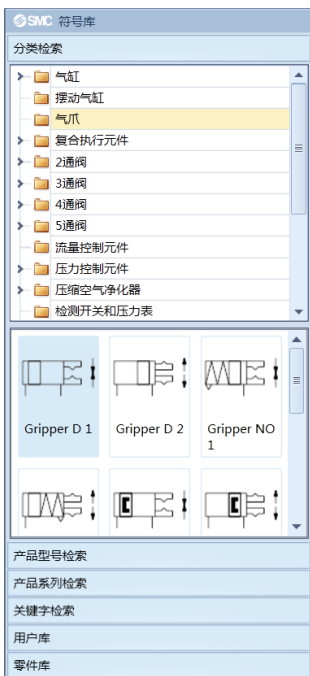 SMC 符号库
分类检索
气缸
摆动气缸
气爪
复合执行元件
2通阀
3通阀
4通阀
5通阀
流量控制元件
压力控制元件
压缩空气净化器
检测开关和压力表
Gripper D 1
Gripper D 2
Gripper NO
1
产品型号检索
产品系列检索
关键字检索
用户库
零件库